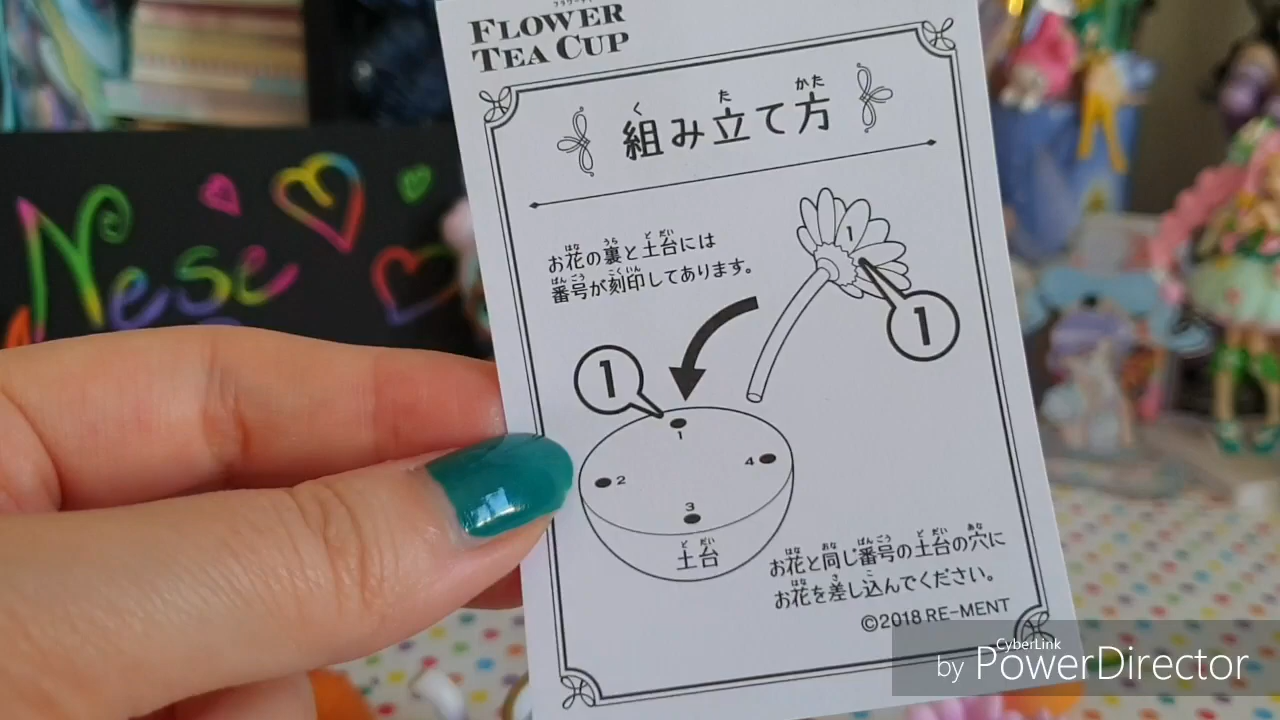 FLOWER
TEA CUP
組み立て方
お花の裏と土台には
番号が刻印してあります。
1
1
1
1
2
4
3
土台
お花と同じ番号の土台の穴に
お花を差し込んでください。
©2018 RE-MENT
Nese
CyberLink
by PowerDirector